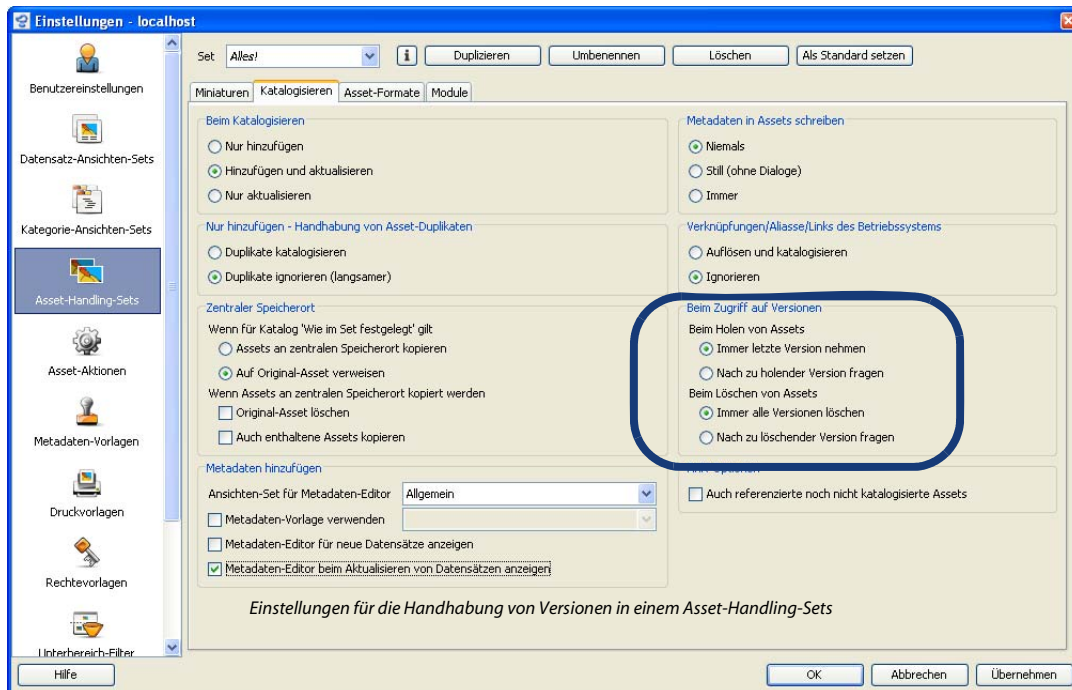 Einstellungen - localhost
Benutzereinstellungen
Datensatz-Ansichten-Sets
Kategorie-Ansichten-Sets
Asset-Handling-Sets
Asset-Aktionen
Metadaten-Vorlagen
Druckvorlagen
Rechtevorlagen
Unterbereich-Filter
Set Alles! i Duplizieren Umbenennen Löschen Als Standard setzen
Miniaturen Katalogisieren Asset-Formate Module
Beim Katalogisieren
Nur hinzufügen
Hinzufügen und aktualisieren
Nur aktualisieren
Metadaten in Assets schreiben
Niemals
Still (ohne Dialoge)
Immer
Nur hinzufügen - Handhabung von Asset-Duplikaten
Duplikate katalogisieren
Duplikate ignorieren (langsamer)
Verknüpfungen/Aliasse/Links des Betriebssystems
Auflösen und katalogisieren
Ignorieren
Zentraler Speicherort
Wenn für Katalog 'Wie im Set festgelegt' gilt
Assets an zentralen Speicherort kopieren
Auf Original-Asset verweisen
Wenn Assets an zentralen Speicherort kopiert werden
Original-Asset löschen
Auch enthaltene Assets kopieren
Beim Zugriff auf Versionen
Beim Holen von Assets
Immer letzte Version nehmen
Nach zu holender Version fragen
Beim Löschen von Assets
Immer alle Versionen löschen
Nach zu löschender Version fragen
Metadaten hinzufügen
Ansichten-Set für Metadaten-Editor Allgemein
Metadaten-Vorlage verwenden
Metadaten-Editor für neue Datensätze anzeigen
Metadaten-Editor beim Aktualisieren von Datensätzen anzeigen
Auch referenzierte noch nicht katalogisierte Assets
Einstellungen für die Handhabung von Versionen in einem Asset-Handling-Sets
Hilfe OK Abbrechen Übernehmen